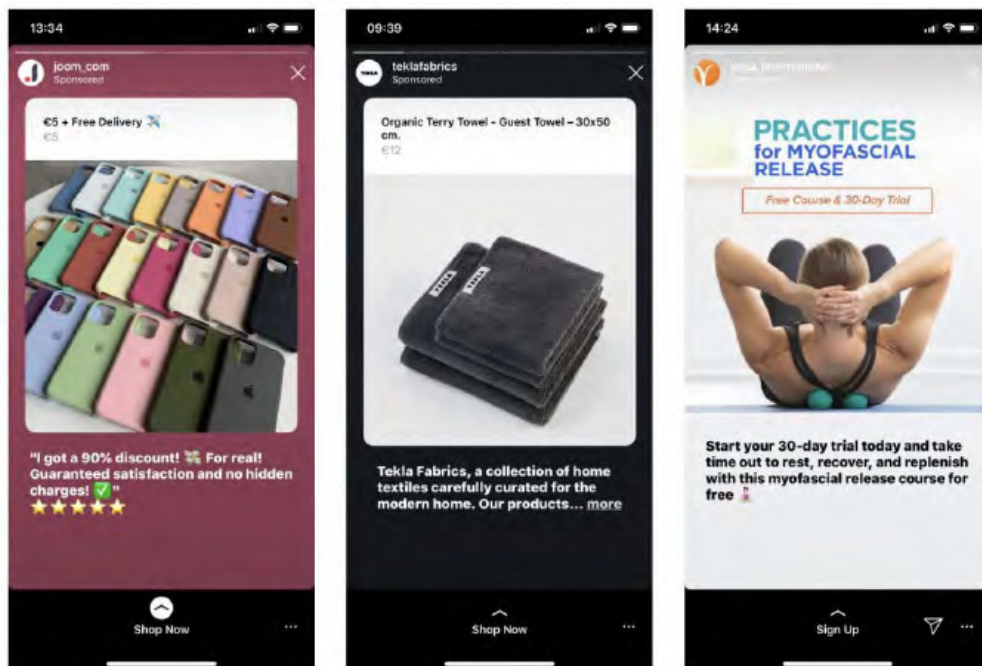 13:34
joom_com
Sponsored
€5 + Free Delivery 💸
€5
"I got a 90% discount! 💸 For real!
Guaranteed satisfaction and no hidden
charges! ✅"
⭐⭐⭐⭐⭐
Shop Now
09:39
TEKLA
teklafabrics
Sponsored
Organic Terry Towel - Guest Towel – 30x50
cm.
€12
TEKLA
TEKLA
Tekla Fabrics, a collection of home
textiles carefully curated for the
modern home. Our products... more
Shop Now
14:24
PRACTICES
for MYOFASCIAL
RELEASE
Free Course & 30-Day Trial
Start your 30-day trial today and take
time out to rest, recover, and replenish
with this myofascial release course for
free
Sign Up